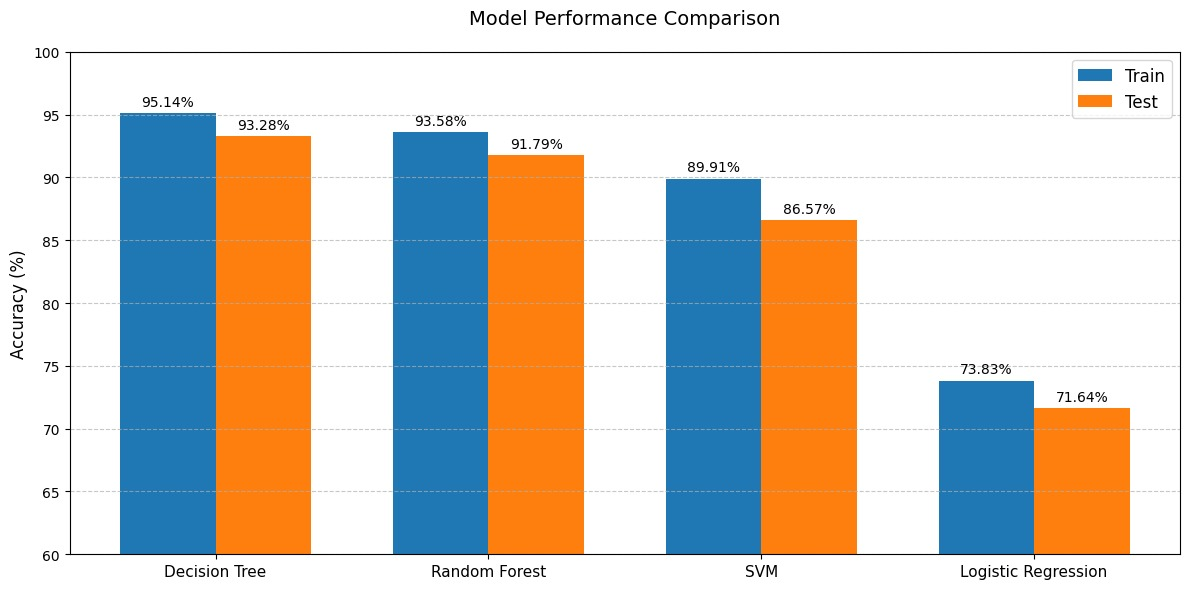 Model Performance Comparison
Accuracy (%)
100
95
90
85
80
75
70
65
60
Train
Test
95.14%
93.28%
93.58%
91.79%
89.91%
86.57%
73.83%
71.64%
Decision Tree
Random Forest
SVM
Logistic Regression